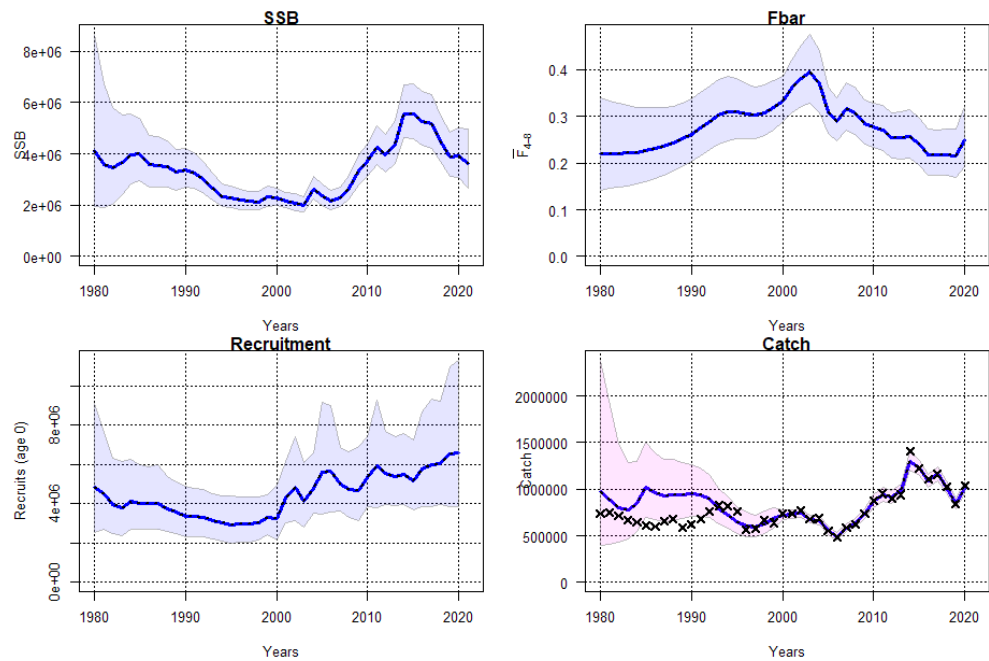 SSB
SSB
8e+06
6e+06
4e+06
2e+06
0e+00
1980 1990 2000 2010 2020
Years
Fbar
F̅4–8
0.4
0.3
0.2
0.1
0.0
1980 1990 2000 2010 2020
Years
Recruitment
Recruits (age 0)
8e+06
4e+06
0e+00
1980 1990 2000 2010 2020
Years
Catch
Catch
2000000
1500000
1000000
500000
0
1980 1990 2000 2010 2020
Years